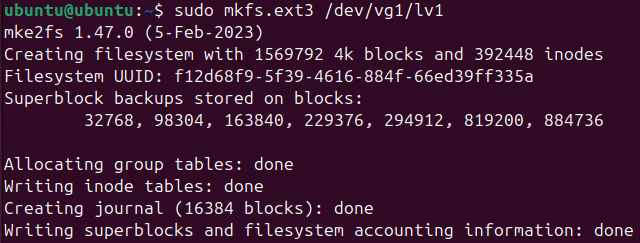 ubuntu@ubuntu:~$ sudo mkfs.ext3 /dev/vg1/lv1
mke2fs 1.47.0 (5-Feb-2023)
Creating filesystem with 1569792 4k blocks and 392448 inodes
Filesystem UUID: f12d68f9-5f39-4616-884f-66ed39ff335a
Superblock backups stored on blocks:
        32768, 98304, 163840, 229376, 294912, 819200, 884736

Allocating group tables: done
Writing inode tables: done
Creating journal (16384 blocks): done
Writing superblocks and filesystem accounting information: done